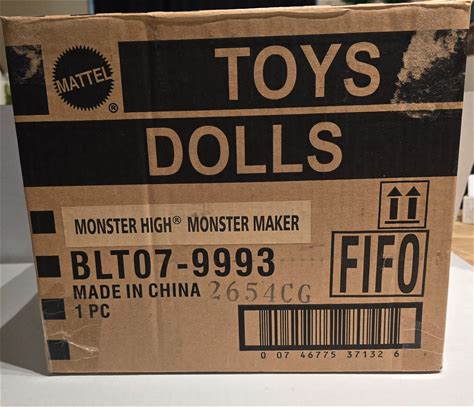 MATTEL
®
TOYS
DOLLS
MONSTER HIGH® MONSTER MAKER
BLT07-9993
MADE IN CHINA 2654CG
1 PC
FIFO
0 07 46775 37132 6